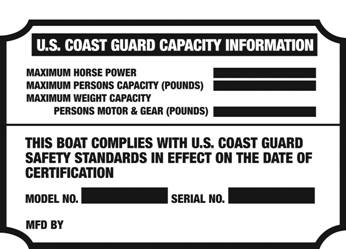 U.S. COAST GUARD CAPACITY INFORMATION
MAXIMUM HORSE POWER
MAXIMUM PERSONS CAPACITY (POUNDS)
MAXIMUM WEIGHT CAPACITY
PERSONS MOTOR & GEAR (POUNDS)
THIS BOAT COMPLIES WITH U.S. COAST GUARD
SAFETY STANDARDS IN EFFECT ON THE DATE OF
CERTIFICATION
MODEL NO. SERIAL NO.
MFD BY